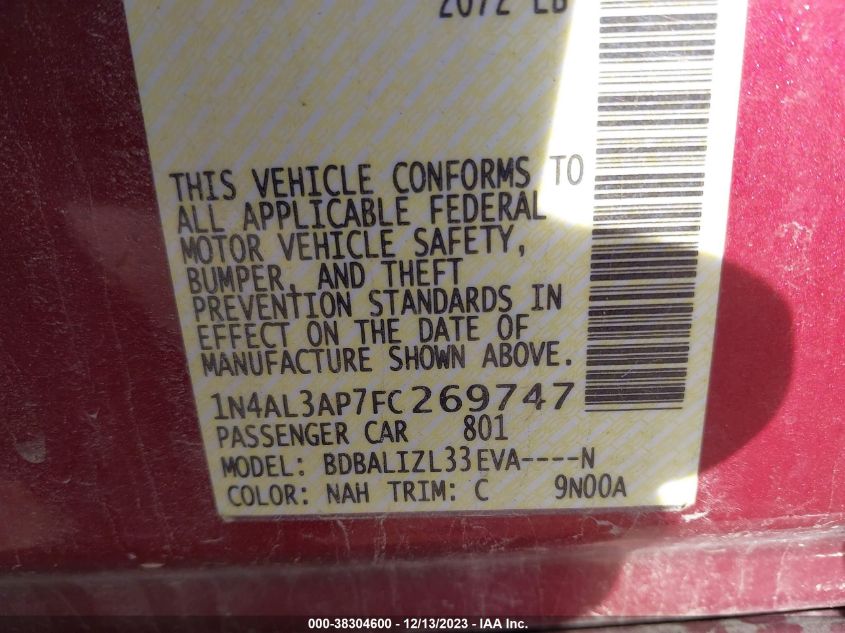 2072 LB
THIS VEHICLE CONFORMS TO
ALL APPLICABLE FEDERAL
MOTOR VEHICLE SAFETY,
BUMPER, AND THEFT
PREVENTION STANDARDS IN
EFFECT ON THE DATE OF
MANUFACTURE SHOWN ABOVE.
1N4AL3AP7FC269747
PASSENGER CAR 801
MODEL: BDBALIZL33EVA----N
COLOR: NAH TRIM: C 9N00A
000-38304600 - 12/13/2023 - IAA Inc.